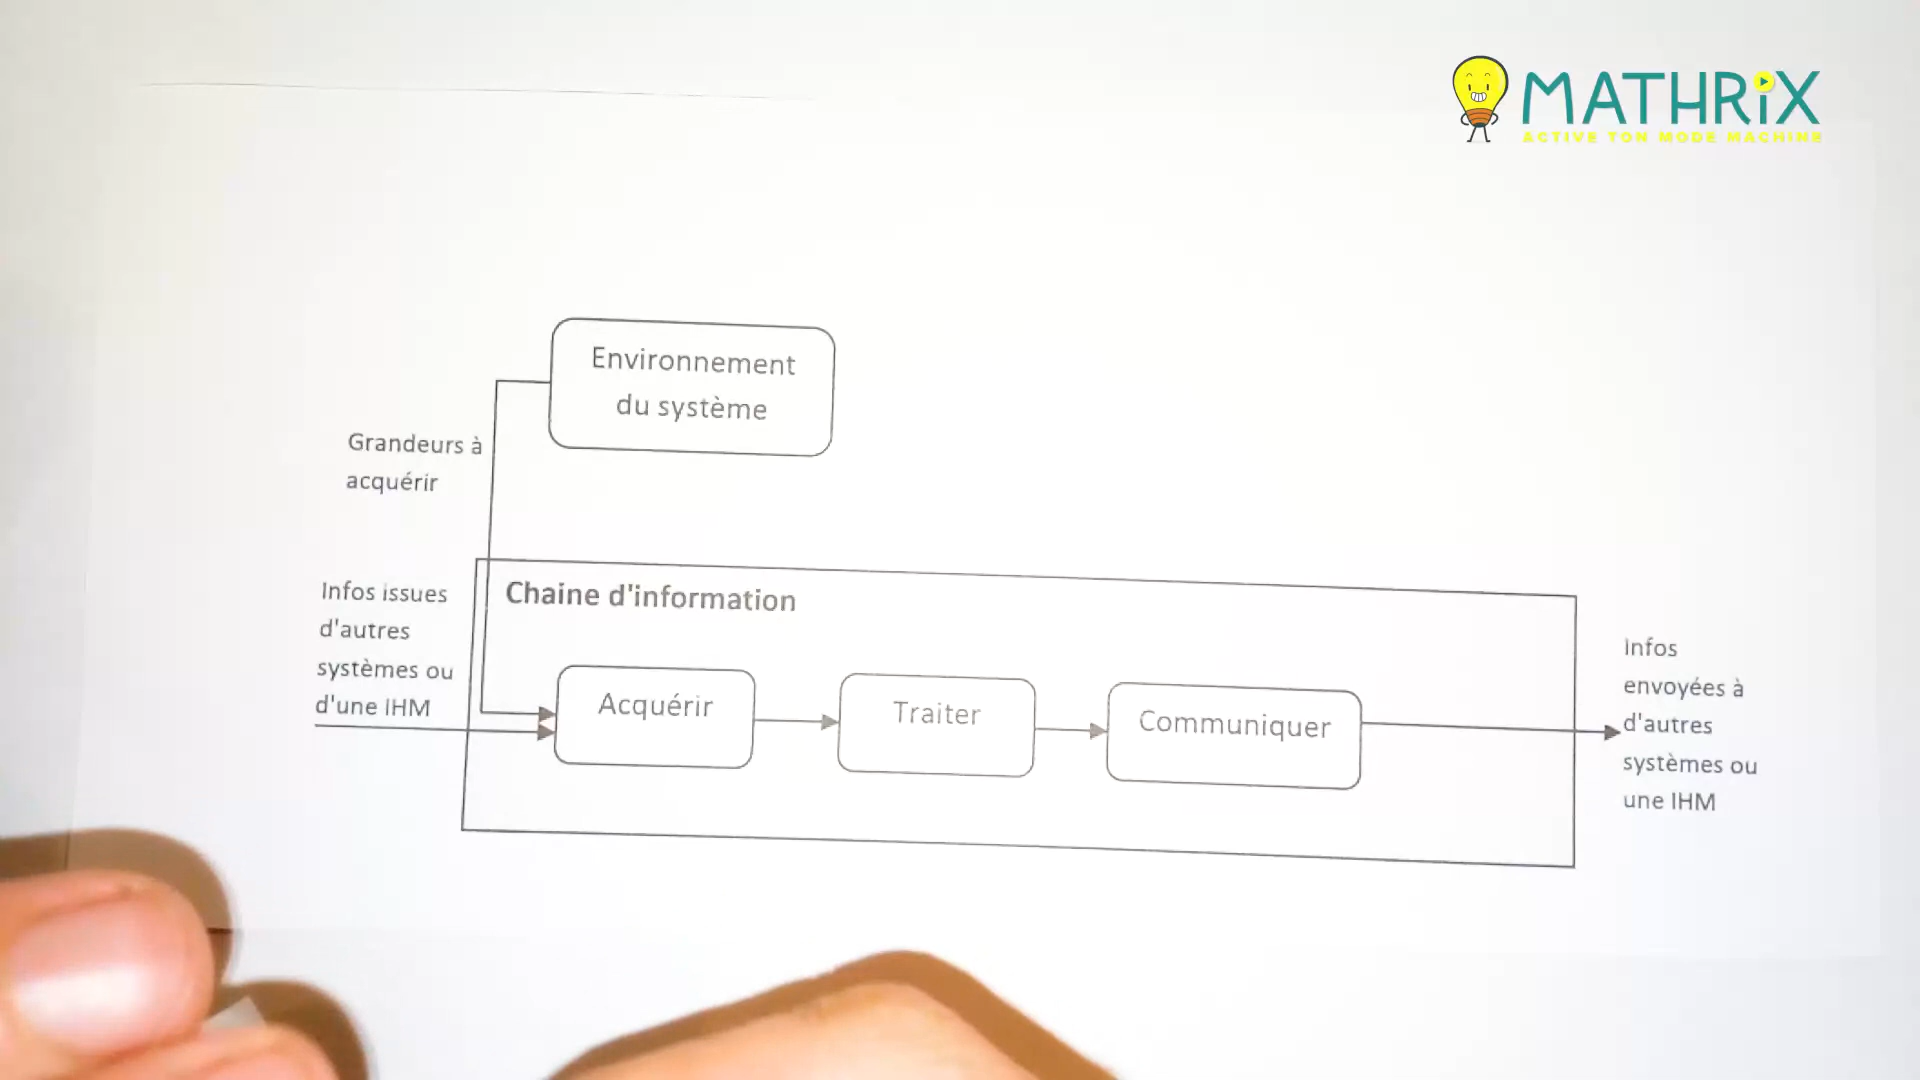 MATHRiX
ACTIVE TON MODE MACHINE
Environnement
du système
Grandeurs à
acquérir
Infos issues
d'autres
systèmes ou
d'une IHM
Chaine d'information
Acquérir
Traiter
Communiquer
Infos
envoyées à
d'autres
systèmes ou
une IHM